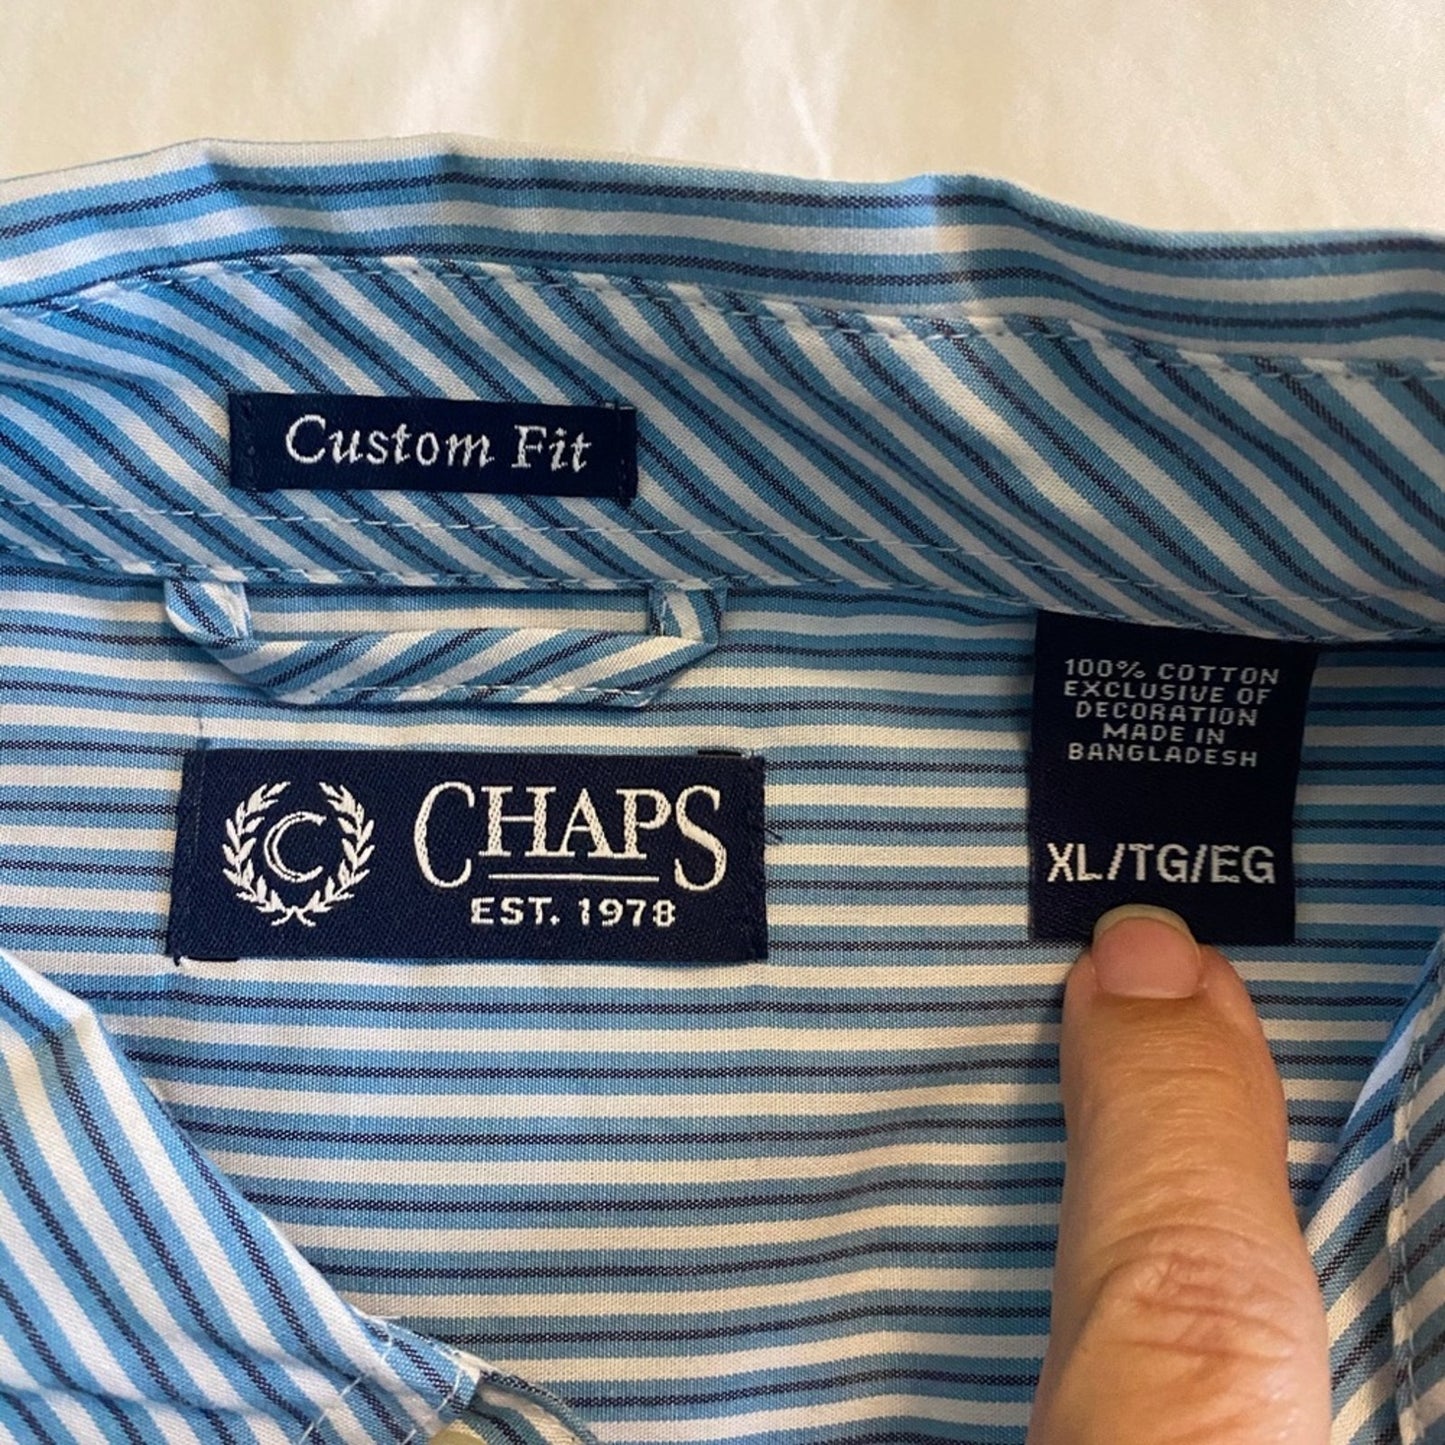 Custom Fit
C
CHAPS
EST. 1978
100% COTTON
EXCLUSIVE OF
DECORATION
MADE IN
BANGLADESH
XL/TG/EG